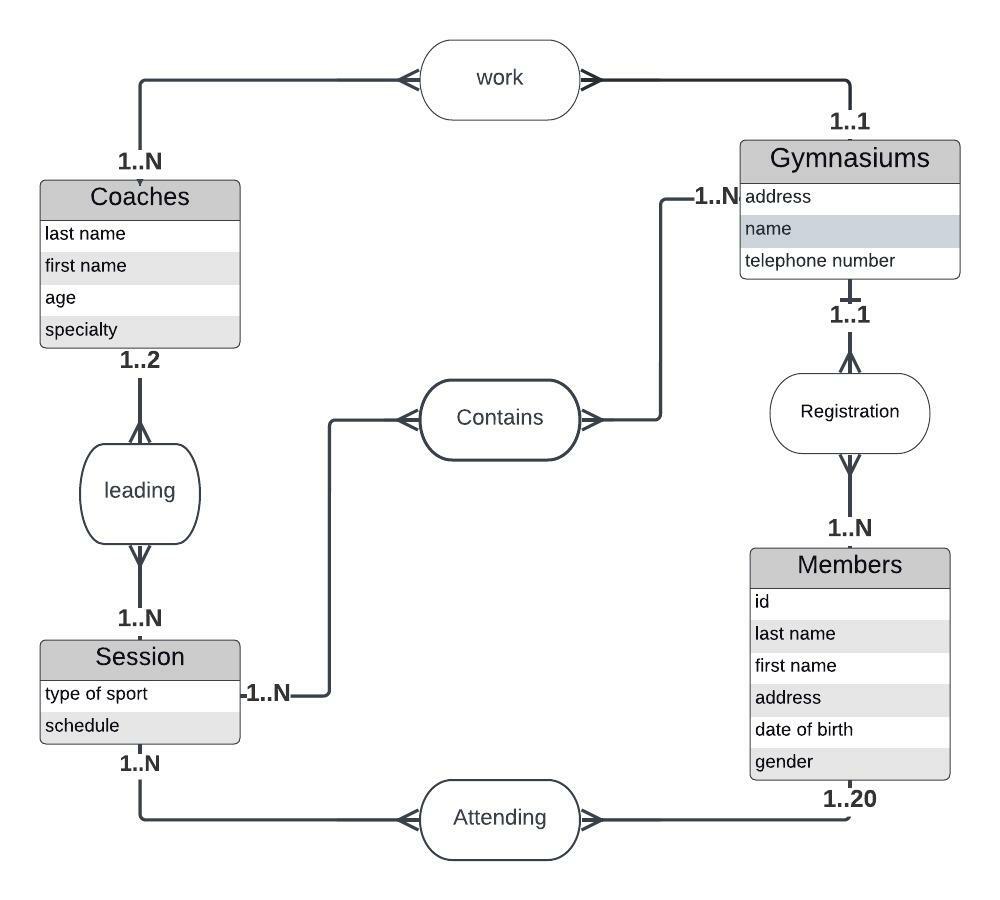 work
1..N
1..1
Coaches
last name
first name
age
specialty
1..2
Gymnasiums
address
name
telephone number
1..N
1..1
Contains
Registration
leading
1..N
1..N
Session
type of sport
schedule
1..N
1..N
Members
id
last name
first name
address
date of birth
gender
1..20
Attending